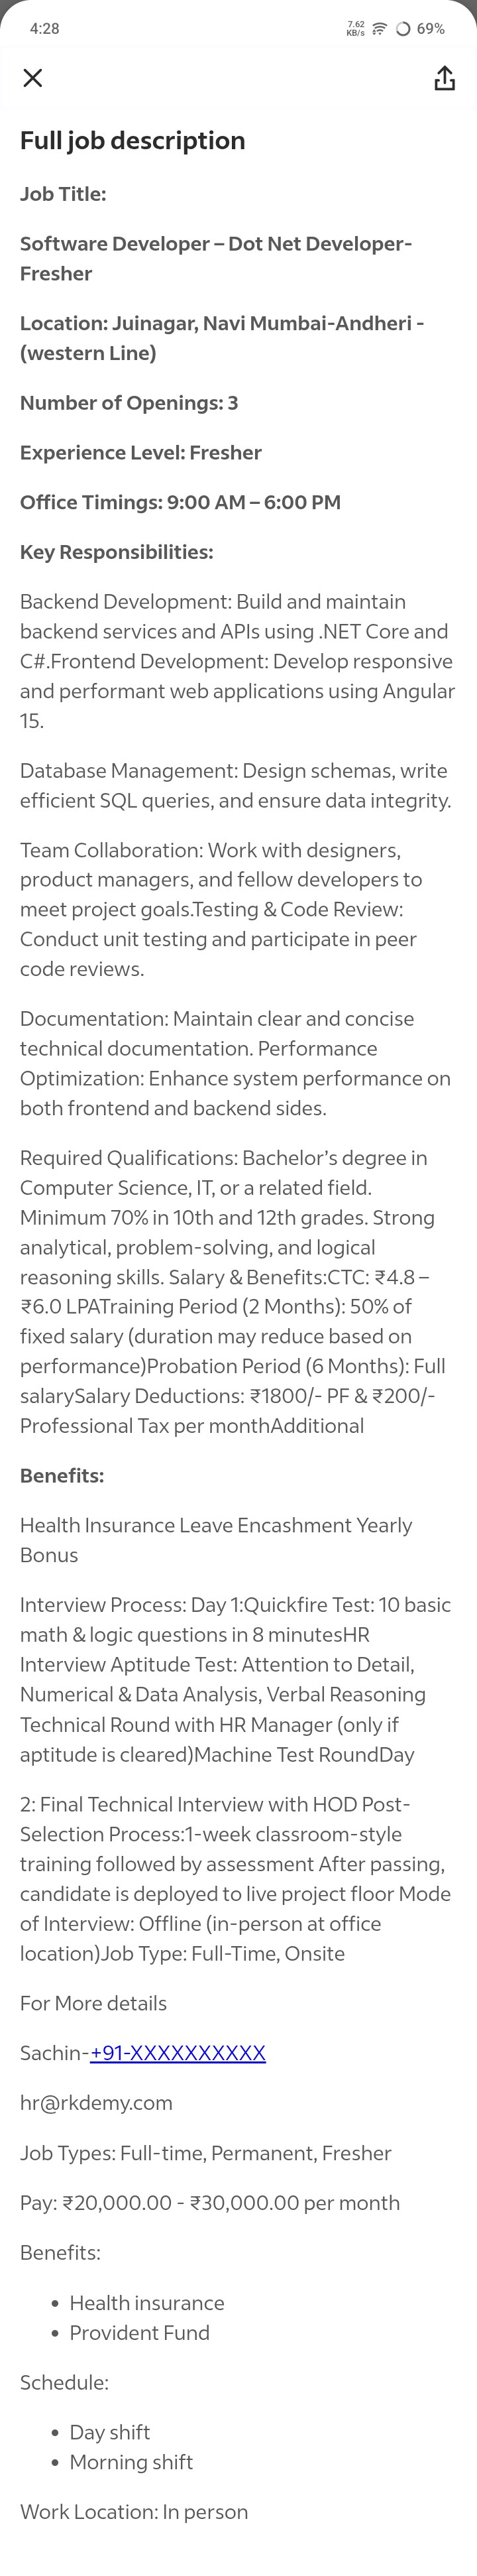 4:28
7.62
KB/s
69%
Full job description
Job Title:
Software Developer – Dot Net Developer-
Fresher
Location: Juinagar, Navi Mumbai-Andheri -
(western Line)
Number of Openings: 3
Experience Level: Fresher
Office Timings: 9:00 AM – 6:00 PM
Key Responsibilities:
Backend Development: Build and maintain
backend services and APIs using .NET Core and
C#.Frontend Development: Develop responsive
and performant web applications using Angular
15.
Database Management: Design schemas, write
efficient SQL queries, and ensure data integrity.
Team Collaboration: Work with designers,
product managers, and fellow developers to
meet project goals.Testing & Code Review:
Conduct unit testing and participate in peer
code reviews.
Documentation: Maintain clear and concise
technical documentation. Performance
Optimization: Enhance system performance on
both frontend and backend sides.
Required Qualifications: Bachelor’s degree in
Computer Science, IT, or a related field.
Minimum 70% in 10th and 12th grades. Strong
analytical, problem-solving, and logical
reasoning skills. Salary & Benefits:CTC: ₹4.8 –
₹6.0 LPATraining Period (2 Months): 50% of
fixed salary (duration may reduce based on
performance)Probation Period (6 Months): Full
salarySalary Deductions: ₹1800/- PF & ₹200/-
Professional Tax per monthAdditional
Benefits:
Health Insurance Leave Encashment Yearly
Bonus
Interview Process: Day 1:Quickfire Test: 10 basic
math & logic questions in 8 minutesHR
Interview Aptitude Test: Attention to Detail,
Numerical & Data Analysis, Verbal Reasoning
Technical Round with HR Manager (only if
aptitude is cleared)Machine Test RoundDay
2: Final Technical Interview with HOD Post-
Selection Process:1-week classroom-style
training followed by assessment After passing,
candidate is deployed to live project floor Mode
of Interview: Offline (in-person at office
location)Job Type: Full-Time, Onsite
For More details
Sachin-+91-XXXXXXXXXX
hr@rkdemy.com
Job Types: Full-time, Permanent, Fresher
Pay: ₹20,000.00 - ₹30,000.00 per month
Benefits:
• Health insurance
• Provident Fund
Schedule:
• Day shift
• Morning shift
Work Location: In person